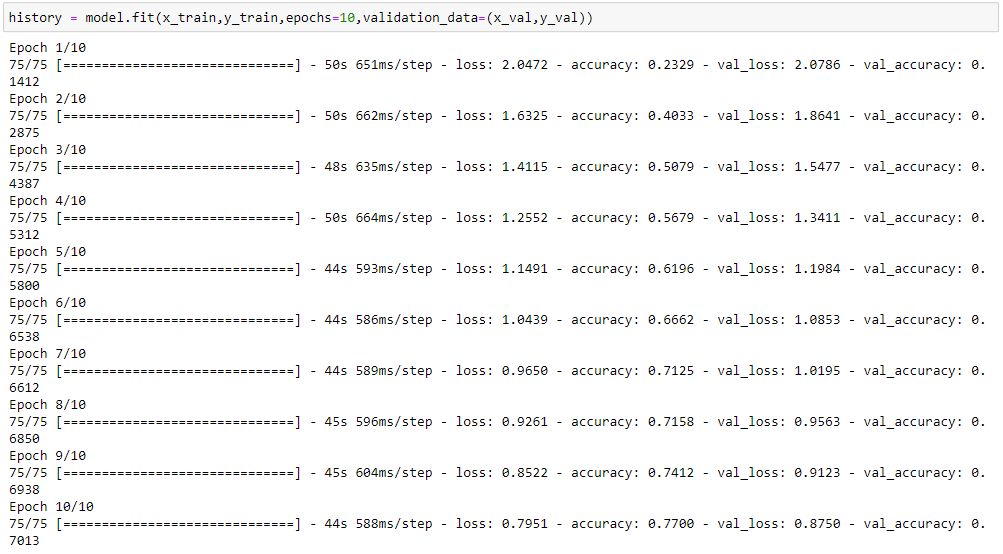 history = model.fit(x_train,y_train,epochs=10,validation_data=(x_val,y_val))
Epoch 1/10
75/75 [==============================] - 50s 651ms/step - loss: 2.0472 - accuracy: 0.2329 - val_loss: 2.0786 - val_accuracy: 0.
1412
Epoch 2/10
75/75 [==============================] - 50s 662ms/step - loss: 1.6325 - accuracy: 0.4033 - val_loss: 1.8641 - val_accuracy: 0.
2875
Epoch 3/10
75/75 [==============================] - 48s 635ms/step - loss: 1.4115 - accuracy: 0.5079 - val_loss: 1.5477 - val_accuracy: 0.
4387
Epoch 4/10
75/75 [==============================] - 50s 664ms/step - loss: 1.2552 - accuracy: 0.5679 - val_loss: 1.3411 - val_accuracy: 0.
5312
Epoch 5/10
75/75 [==============================] - 44s 593ms/step - loss: 1.1491 - accuracy: 0.6196 - val_loss: 1.1984 - val_accuracy: 0.
5800
Epoch 6/10
75/75 [==============================] - 44s 586ms/step - loss: 1.0439 - accuracy: 0.6662 - val_loss: 1.0853 - val_accuracy: 0.
6538
Epoch 7/10
75/75 [==============================] - 44s 589ms/step - loss: 0.9650 - accuracy: 0.7125 - val_loss: 1.0195 - val_accuracy: 0.
6612
Epoch 8/10
75/75 [==============================] - 45s 596ms/step - loss: 0.9261 - accuracy: 0.7158 - val_loss: 0.9563 - val_accuracy: 0.
6850
Epoch 9/10
75/75 [==============================] - 45s 604ms/step - loss: 0.8522 - accuracy: 0.7412 - val_loss: 0.9123 - val_accuracy: 0.
6938
Epoch 10/10
75/75 [==============================] - 44s 588ms/step - loss: 0.7951 - accuracy: 0.7700 - val_loss: 0.8750 - val_accuracy: 0.
7013